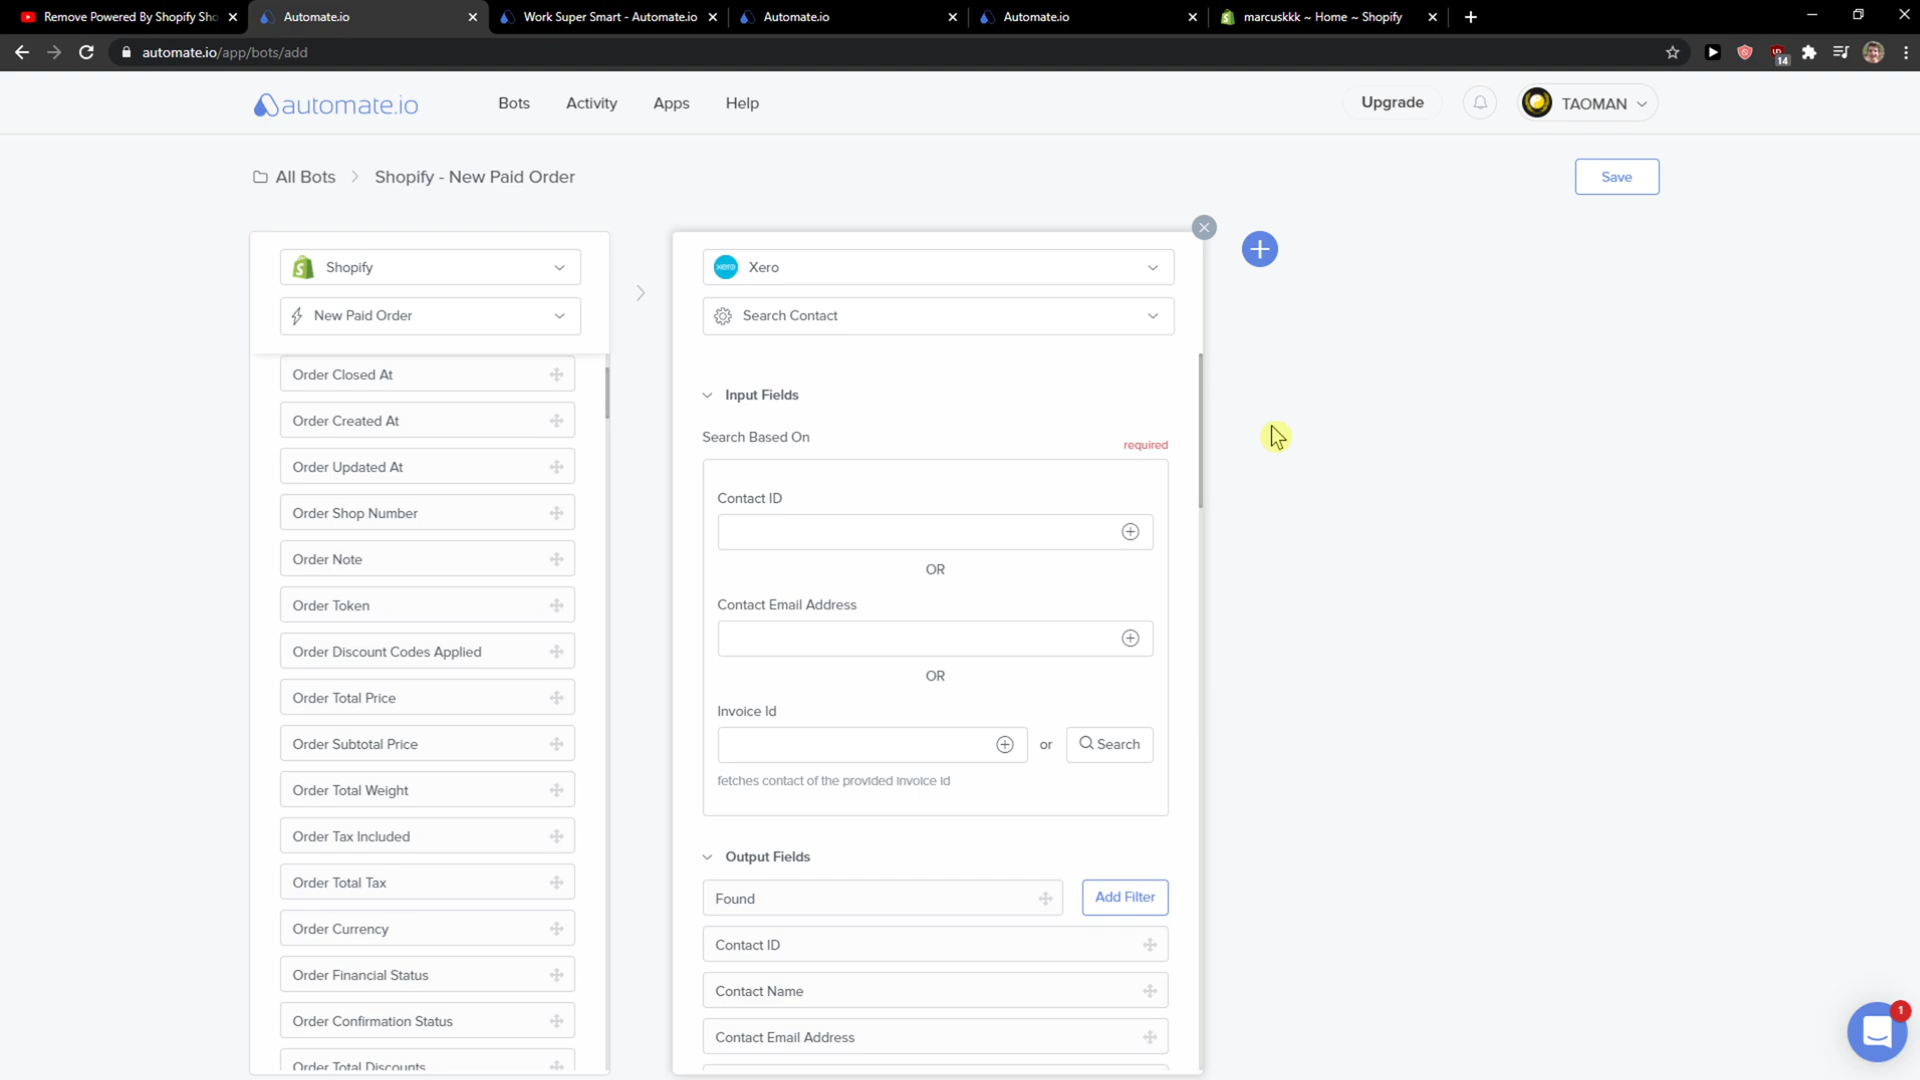 Remove Powered By Shopify Sho
Automate.io
Work Super Smart - Automate.io
Automate.io
Automate.io
marcuskkk ~ Home ~ Shopify
automate.io/app/bots/add
14
automate.io
Bots
Activity
Apps
Help
Upgrade
TAOMAN
All Bots
Shopify - New Paid Order
Save
Shopify
New Paid Order
Order Closed At
Order Created At
Order Updated At
Order Shop Number
Order Note
Order Token
Order Discount Codes Applied
Order Total Price
Order Subtotal Price
Order Total Weight
Order Tax Included
Order Total Tax
Order Currency
Order Financial Status
Order Confirmation Status
Order Total Discounts
xero
Xero
Search Contact
Input Fields
Search Based On
required
Contact ID
OR
Contact Email Address
OR
Invoice Id
or
Search
fetches contact of the provided Invoice Id
Output Fields
Found
Add Filter
Contact ID
Contact Name
Contact Email Address
1